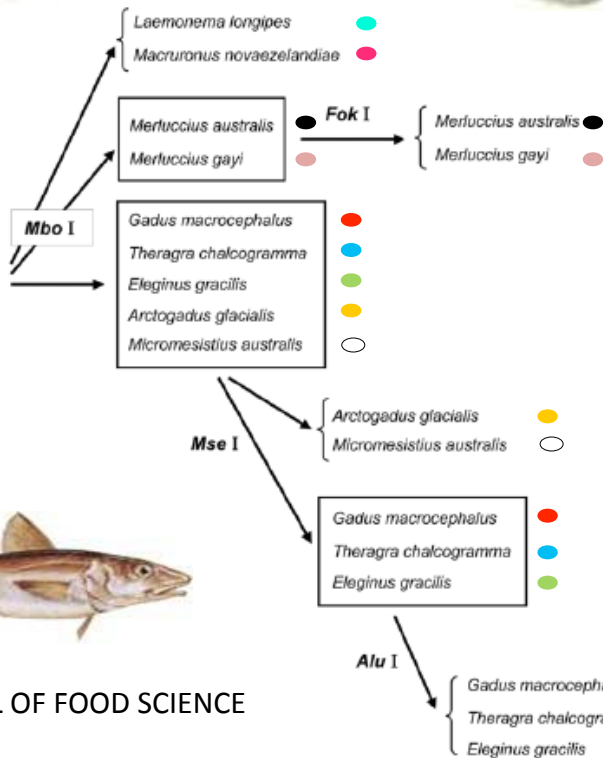 Laemonema longipes
Macruronus novaezelandiae
Merluccius australis
Merluccius gayi
Fok I
Merluccius australis
Merluccius gayi
Mbo I
Gadus macrocephalus
Theragra chalcogramma
Eleginus gracilis
Arctogadus glacialis
Micromesistius australis
Mse I
Arctogadus glacialis
Micromesistius australis
Gadus macrocephalus
Theragra chalcogramma
Eleginus gracilis
Alu I
Gadus
Theragra
Eleginus gracilis
OF FOOD SCIENCE